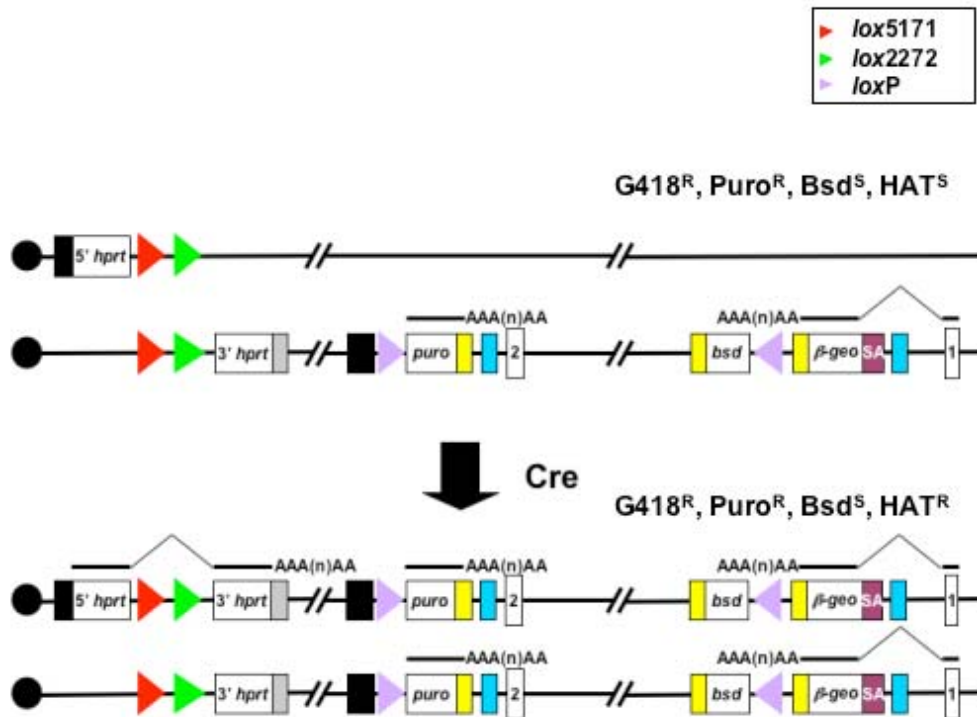 lox5171
lox2272
loxP
G418R, PuroR, BsdS, HATS
5' hprt
AAA(n)AA AAA(n)AA
3' hprt puro 2 bsd β-geo SA 1
Cre
G418R, PuroR, BsdS, HATR
AAA(n)AA AAA(n)AA AAA(n)AA
5' hprt 3' hprt puro 2 bsd β-geo SA 1
AAA(n)AA AAA(n)AA
3' hprt puro 2 bsd β-geo SA 1